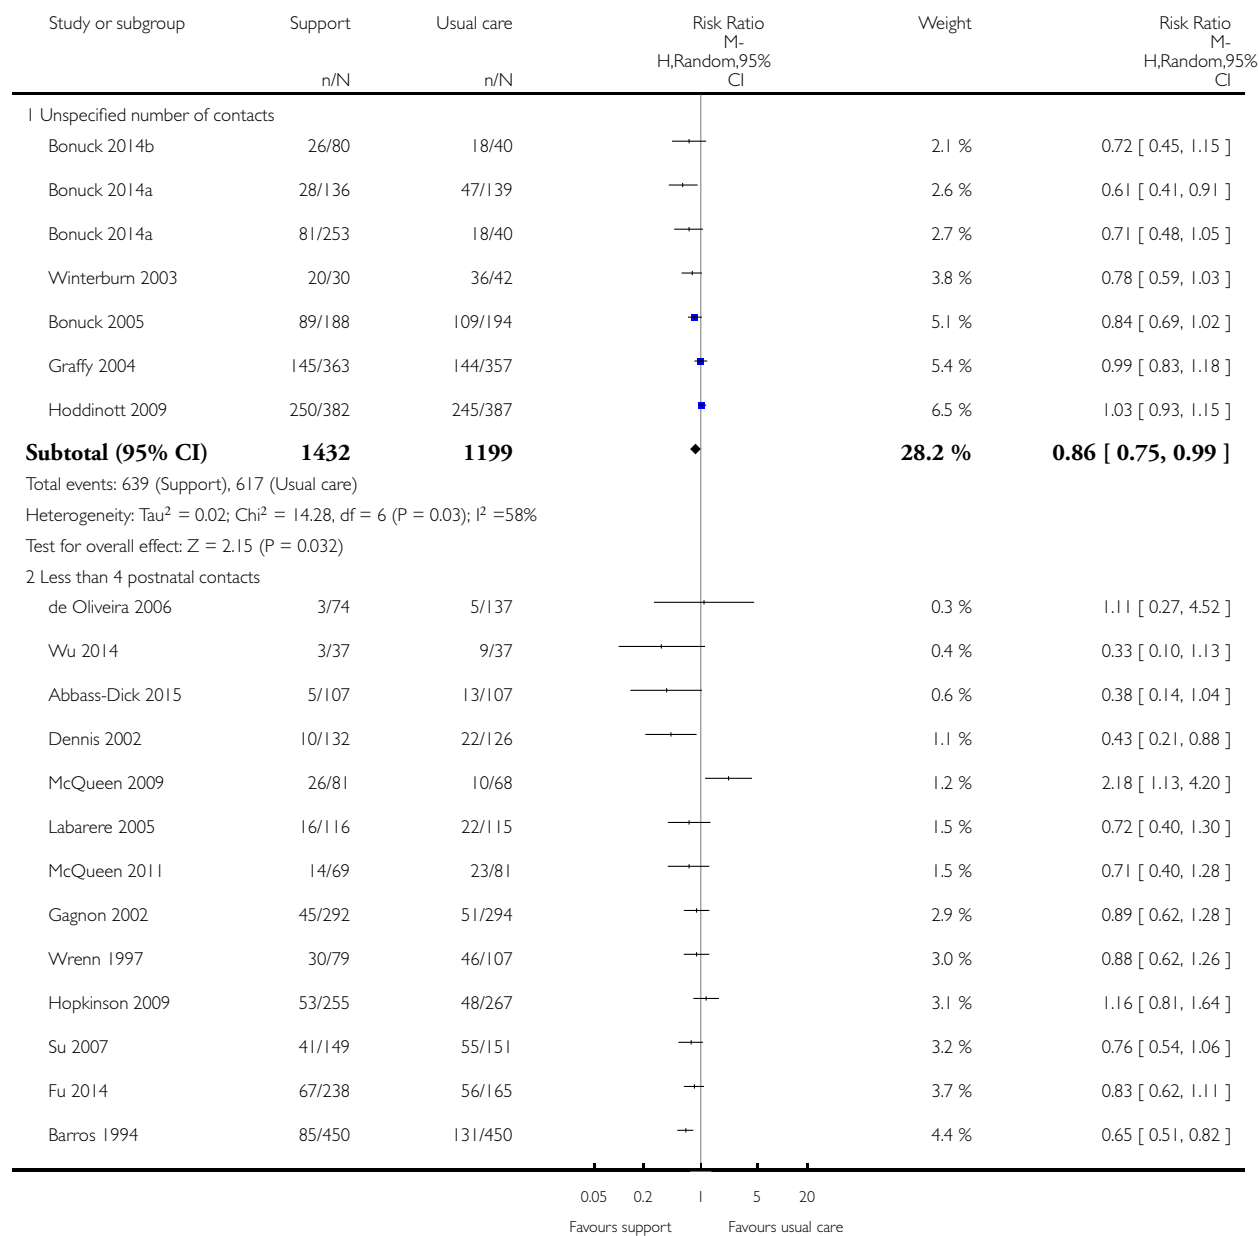 Study or subgroup Support Usual care Risk Ratio Weight Risk Ratio
M- M-
H,Random,95% H,Random,95%
n/N n/N CI CI
1 Unspecified number of contacts
Bonuck 2014b 26/80 18/40 2.1 % 0.72 [ 0.45, 1.15 ]
Bonuck 2014a 28/136 47/139 2.6 % 0.61 [ 0.41, 0.91 ]
Bonuck 2014a 81/253 18/40 2.7 % 0.71 [ 0.48, 1.05 ]
Winterburn 2003 20/30 36/42 3.8 % 0.78 [ 0.59, 1.03 ]
Bonuck 2005 89/188 109/194 5.1 % 0.84 [ 0.69, 1.02 ]
Graffy 2004 145/363 144/357 5.4 % 0.99 [ 0.83, 1.18 ]
Hoddinott 2009 250/382 245/387 6.5 % 1.03 [ 0.93, 1.15 ]
Subtotal (95% CI) 1432 1199 28.2 % 0.86 [ 0.75, 0.99 ]
Total events: 639 (Support), 617 (Usual care)
Heterogeneity: Tau² = 0.02; Chi² = 14.28, df = 6 (P = 0.03); I² =58%
Test for overall effect: Z = 2.15 (P = 0.032)
2 Less than 4 postnatal contacts
de Oliveira 2006 3/74 5/137 0.3 % 1.11 [ 0.27, 4.52 ]
Wu 2014 3/37 9/37 0.4 % 0.33 [ 0.10, 1.13 ]
Abbass-Dick 2015 5/107 13/107 0.6 % 0.38 [ 0.14, 1.04 ]
Dennis 2002 10/132 22/126 1.1 % 0.43 [ 0.21, 0.88 ]
McQueen 2009 26/81 10/68 1.2 % 2.18 [ 1.13, 4.20 ]
Labarere 2005 16/116 22/115 1.5 % 0.72 [ 0.40, 1.30 ]
McQueen 2011 14/69 23/81 1.5 % 0.71 [ 0.40, 1.28 ]
Gagnon 2002 45/292 51/294 2.9 % 0.89 [ 0.62, 1.28 ]
Wrenn 1997 30/79 46/107 3.0 % 0.88 [ 0.62, 1.26 ]
Hopkinson 2009 53/255 48/267 3.1 % 1.16 [ 0.81, 1.64 ]
Su 2007 41/149 55/151 3.2 % 0.76 [ 0.54, 1.06 ]
Fu 2014 67/238 56/165 3.7 % 0.83 [ 0.62, 1.11 ]
Barros 1994 85/450 131/450 4.4 % 0.65 [ 0.51, 0.82 ]
0.05 0.2 1 5 20
Favours support Favours usual care